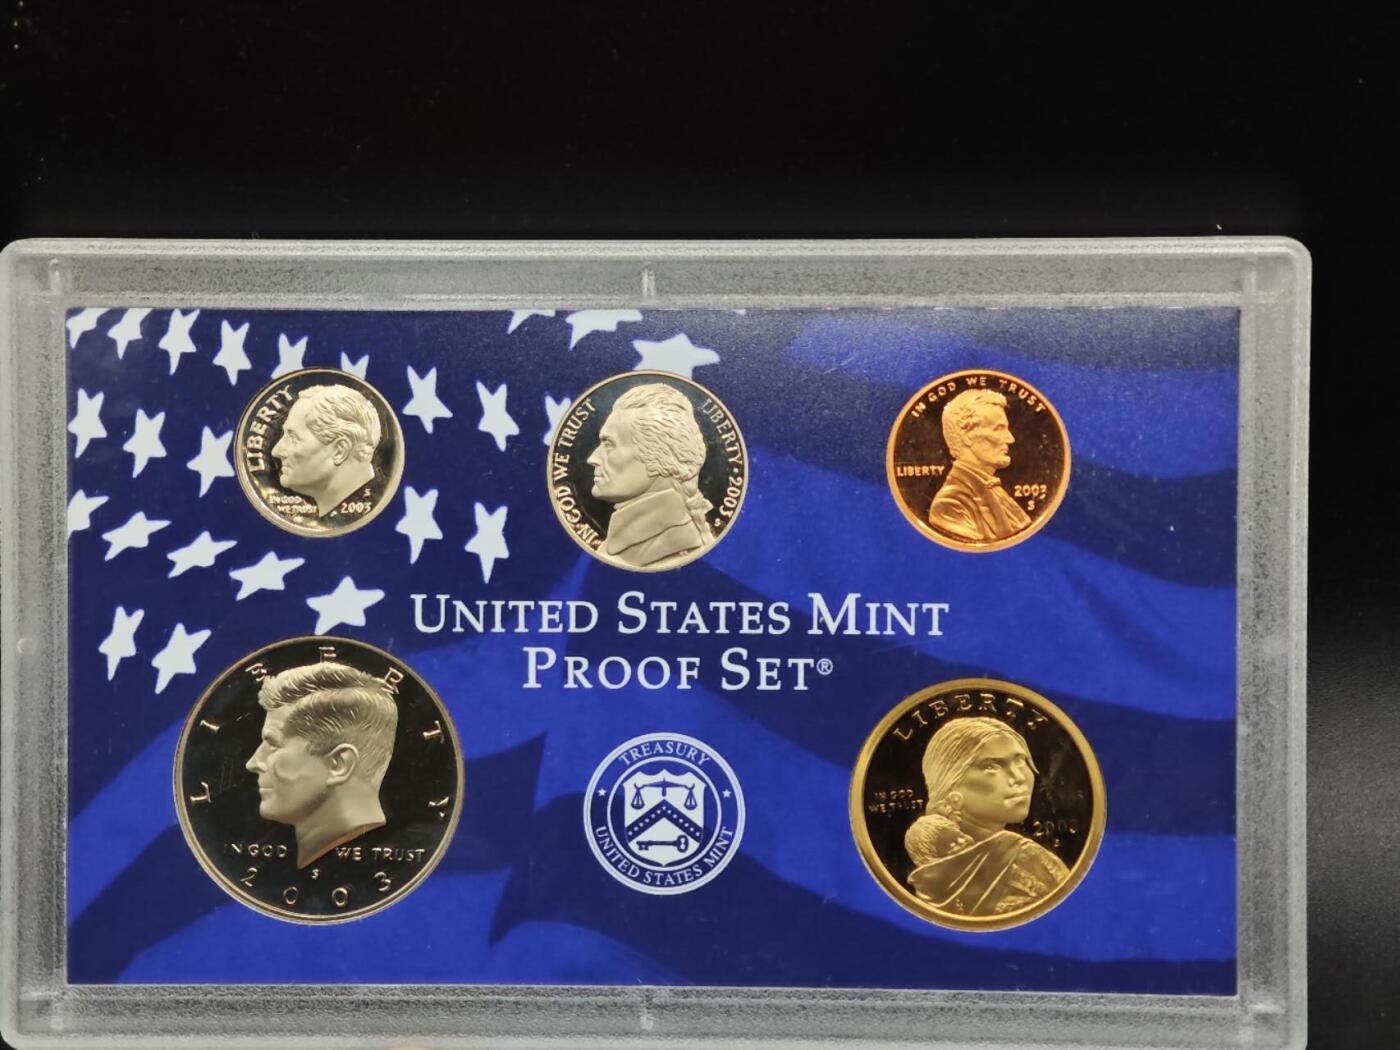 LIBERTY
IN GOD
WE TRUST
S
2003
IN GOD WE TRUST
LIBERTY • 2003
S
IN GOD WE TRUST
LIBERTY
2003
S
UNITED STATES MINT
PROOF SET®
LIBERTY
IN GOD WE TRUST
S
2003
TREASURY
UNITED STATES MINT
LIBERTY
IN GOD
WE TRUST
2003
S